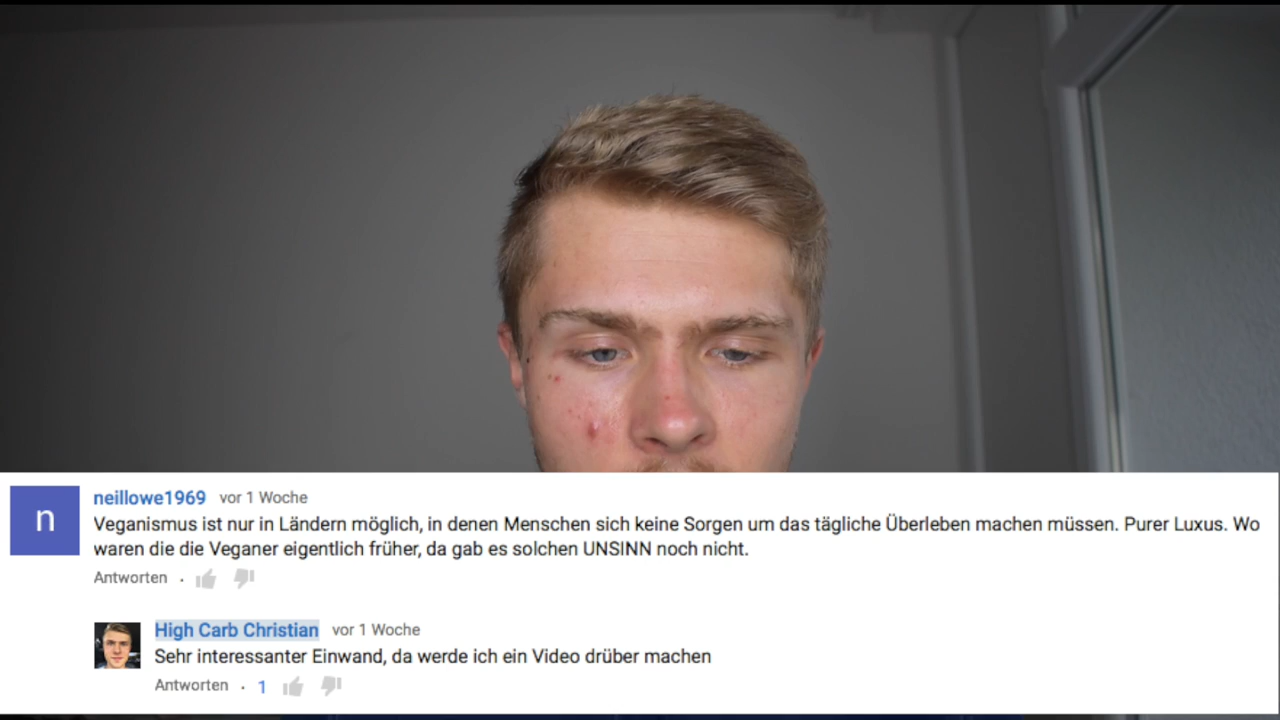 n
neillowe1969 vor 1 Woche
Veganismus ist nur in Ländern möglich, in denen Menschen sich keine Sorgen um das tägliche Überleben machen müssen. Purer Luxus. Wo
waren die die Veganer eigentlich früher, da gab es solchen UNSINN noch nicht.
Antworten ·
High Carb Christian vor 1 Woche
Sehr interessanter Einwand, da werde ich ein Video drüber machen
Antworten · 1